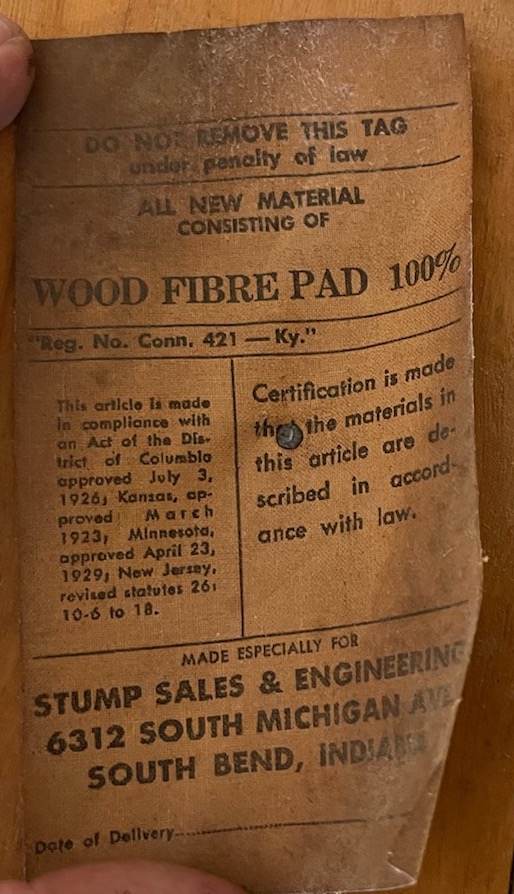 DO NOT REMOVE THIS TAG
under penalty of law
ALL NEW MATERIAL
CONSISTING OF
WOOD FIBRE PAD 100%
"Reg. No. Conn. 421 — Ky."
This article is made
in compliance with
an Act of the Dis-
trict of Columbia
approved July 3,
1926; Kansas, ap-
proved March
1923; Minnesota,
approved April 23,
1929; New Jersey,
revised statutes 26:
10-6 to 18.
Certification is made
that the materials in
this article are de-
scribed in accord-
ance with law.
MADE ESPECIALLY FOR
STUMP SALES & ENGINEERING
6312 SOUTH MICHIGAN AVE
SOUTH BEND, INDIANA
Date of Delivery